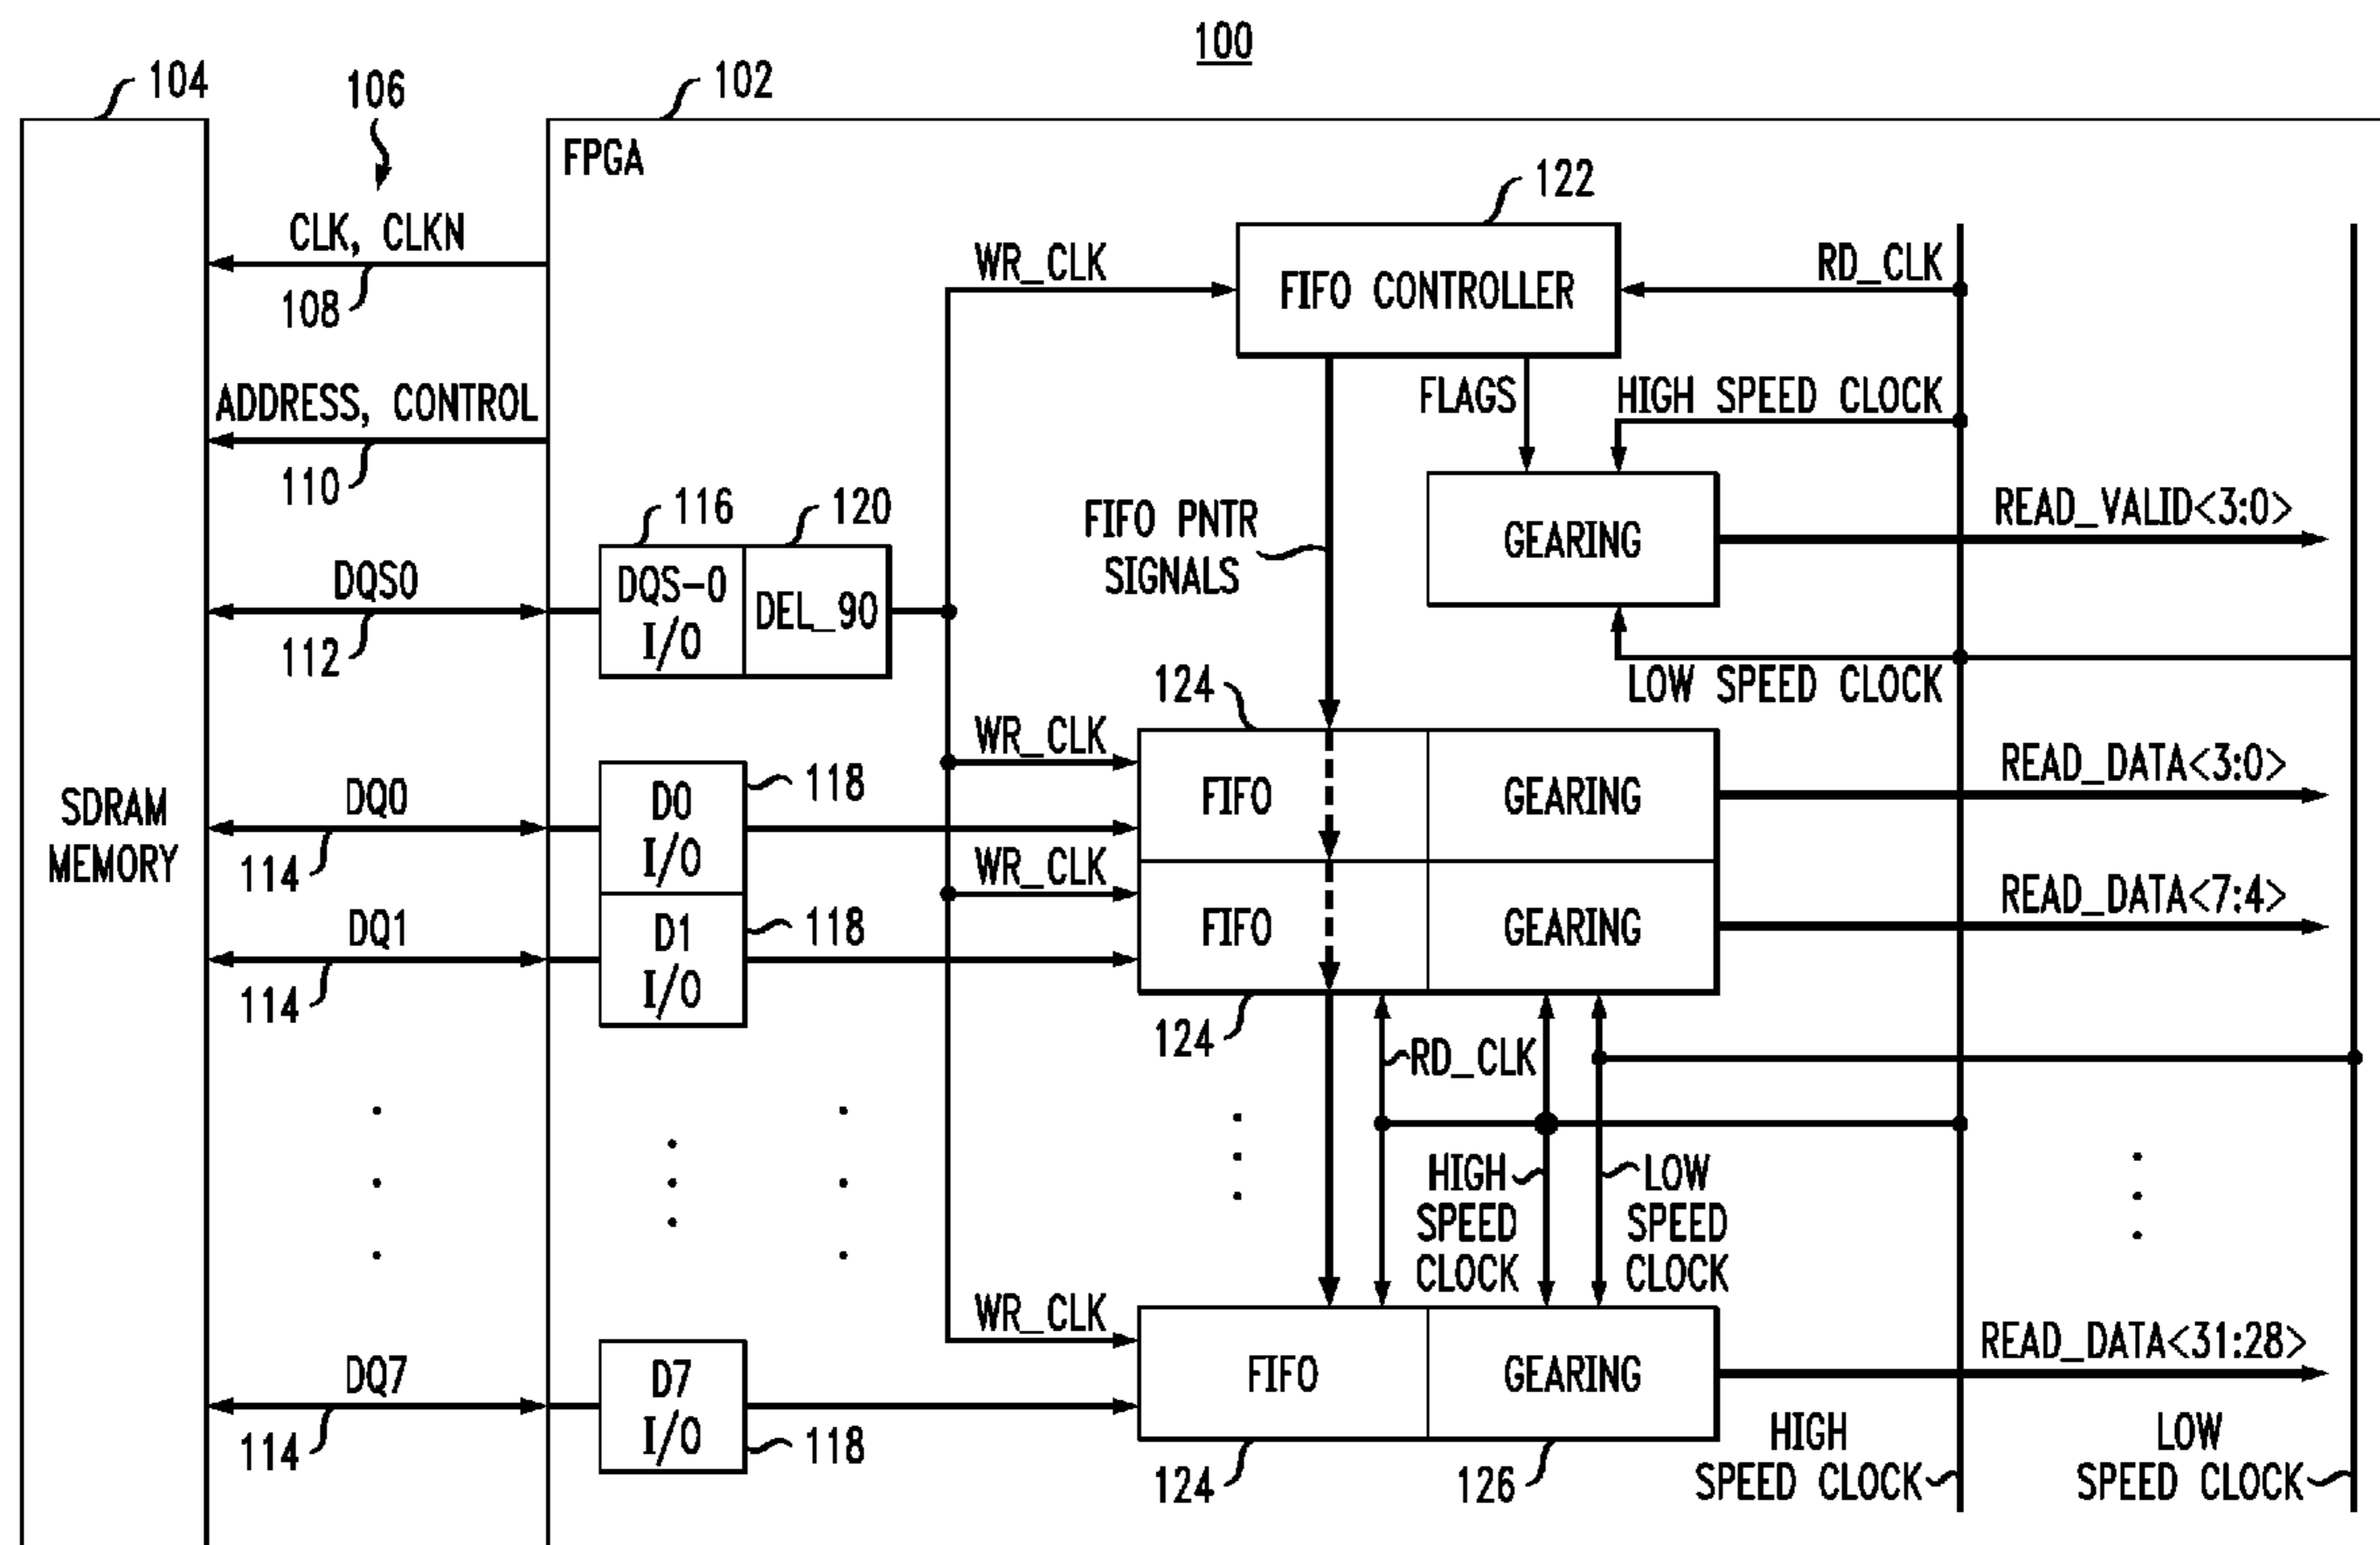 100
104
106
102
FPGA
122
CLK, CLKN
108
WR_CLK
FIFO CONTROLLER
RD_CLK
ADDRESS, CONTROL
110
FLAGS
HIGH SPEED CLOCK
116
120
FIFO PNTR
SIGNALS
GEARING
READ_VALID<3:0>
DQS0
112
DQS-0
I/O
DEL_90
LOW SPEED CLOCK
124
WR_CLK
SDRAM
MEMORY
DQ0
114
D0
I/O
118
FIFO
GEARING
READ_DATA<3:0>
WR_CLK
DQ1
114
D1
I/O
118
FIFO
GEARING
READ_DATA<7:4>
124
RD_CLK
HIGH
SPEED
CLOCK
LOW
SPEED
CLOCK
WR_CLK
DQ7
114
D7
I/O
118
FIFO
GEARING
READ_DATA<31:28>
124
126
HIGH
SPEED CLOCK
LOW
SPEED CLOCK